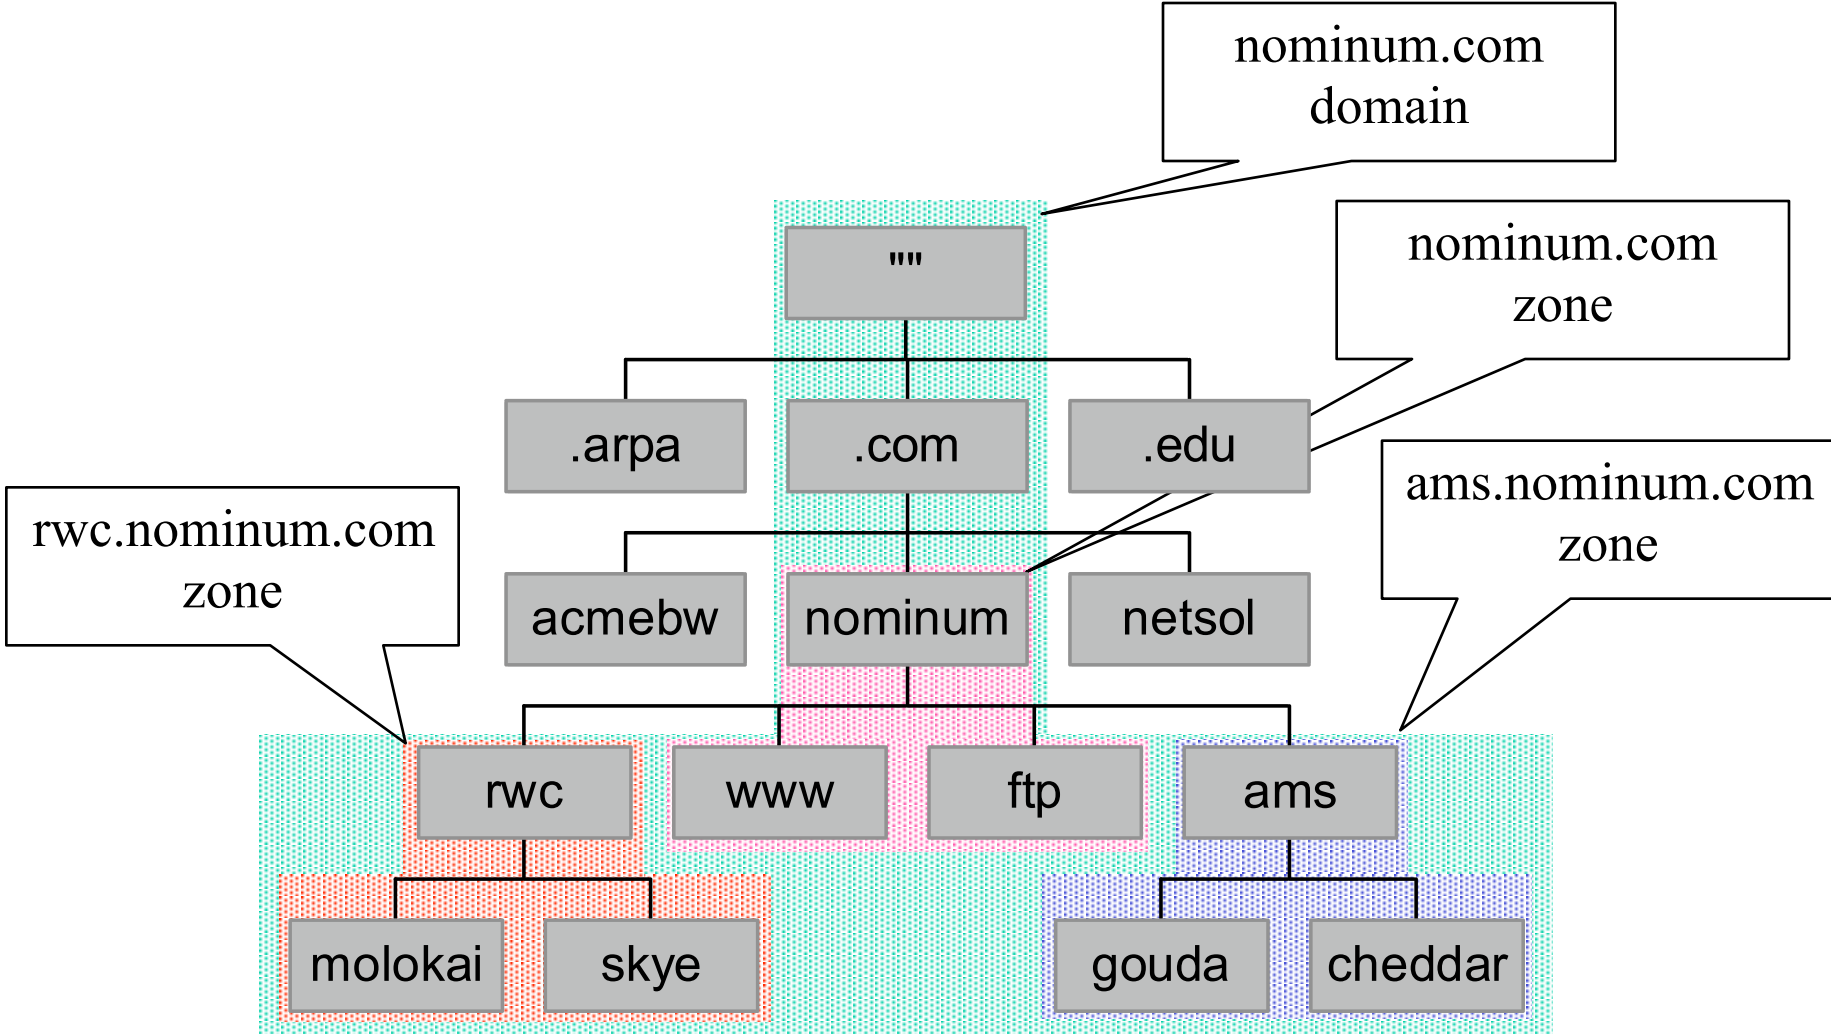 nominum.com
domain
nominum.com
zone
""
.arpa
.com
.edu
ams.nominum.com
zone
rwc.nominum.com
zone
acmebw
nominum
netsol
rwc
www
ftp
ams
molokai
skye
gouda
cheddar